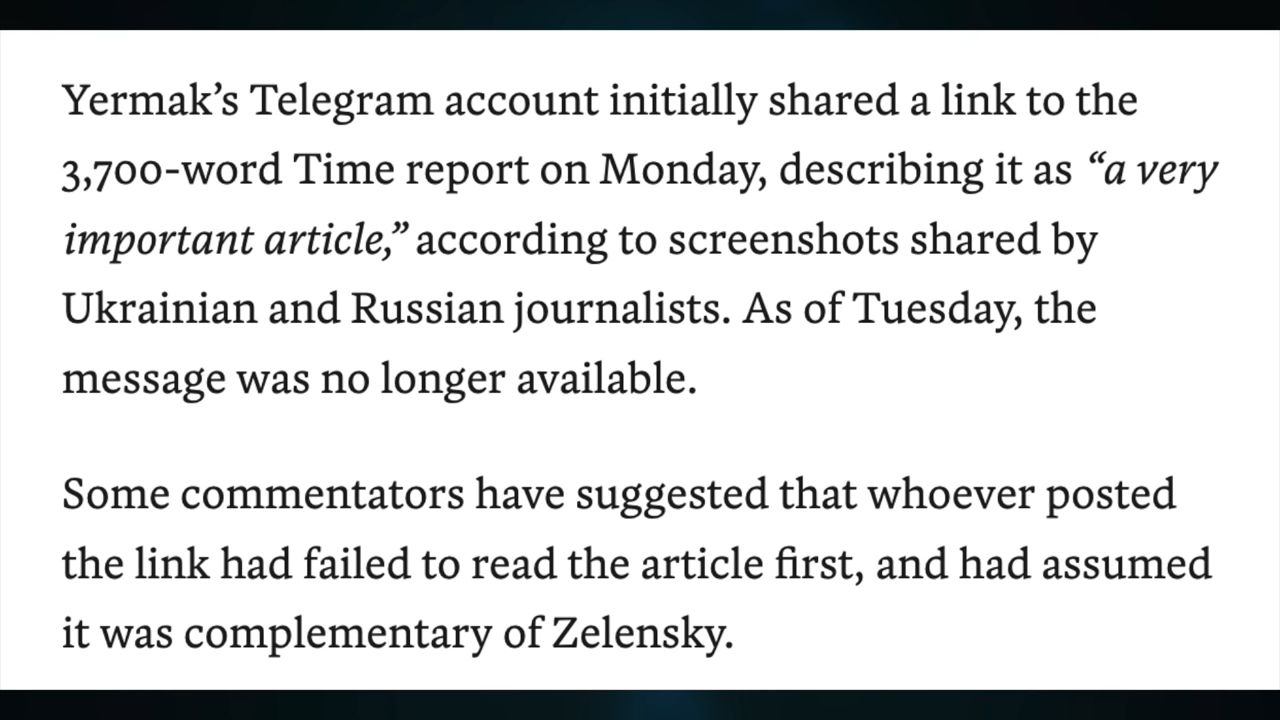 Yermak’s Telegram account initially shared a link to the
3,700-word Time report on Monday, describing it as “a very
important article,” according to screenshots shared by
Ukrainian and Russian journalists. As of Tuesday, the
message was no longer available.
Some commentators have suggested that whoever posted
the link had failed to read the article first, and had assumed
it was complementary of Zelensky.